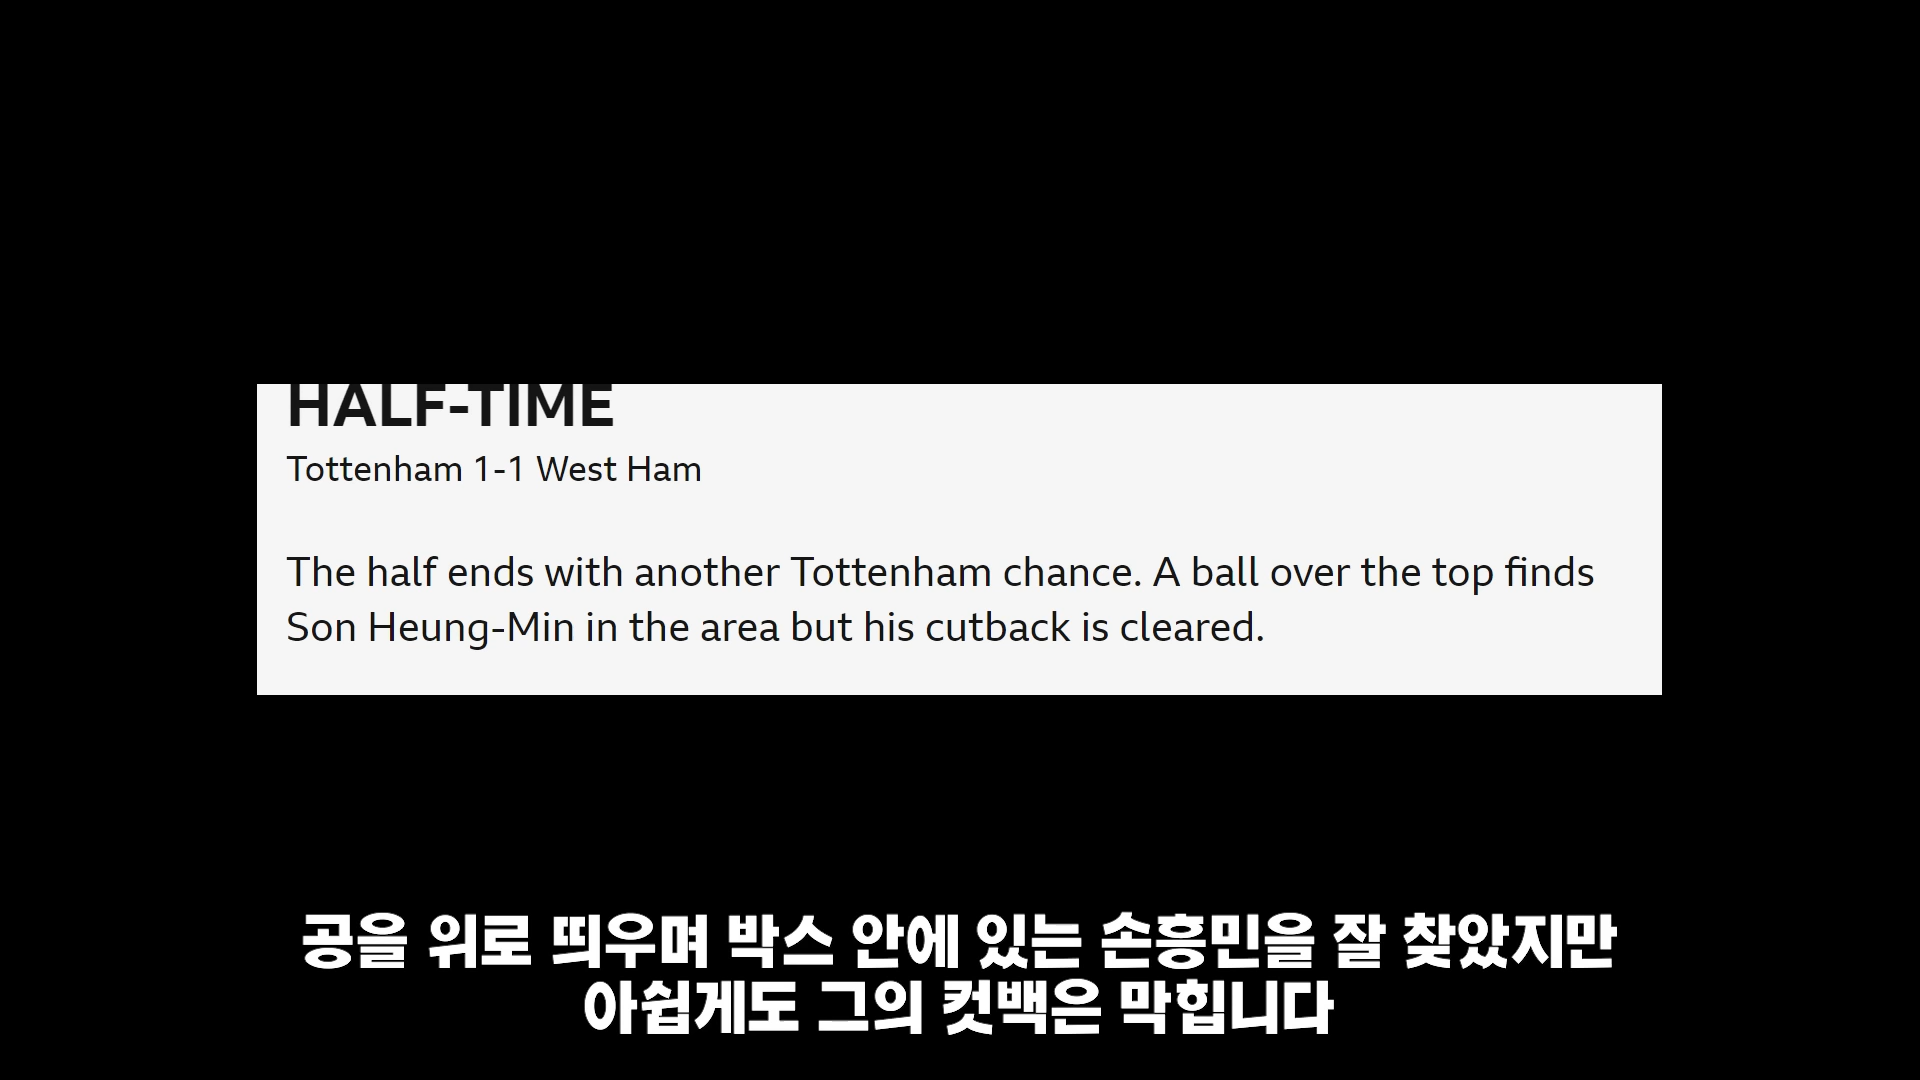 HALF-TIME
Tottenham 1-1 West Ham
The half ends with another Tottenham chance. A ball over the top finds
Son Heung-Min in the area but his cutback is cleared.
공을 위로 띄우며 박스 안에 있는 손흥민을 잘 찾았지만
아쉽게도 그의 컷백은 막힙니다